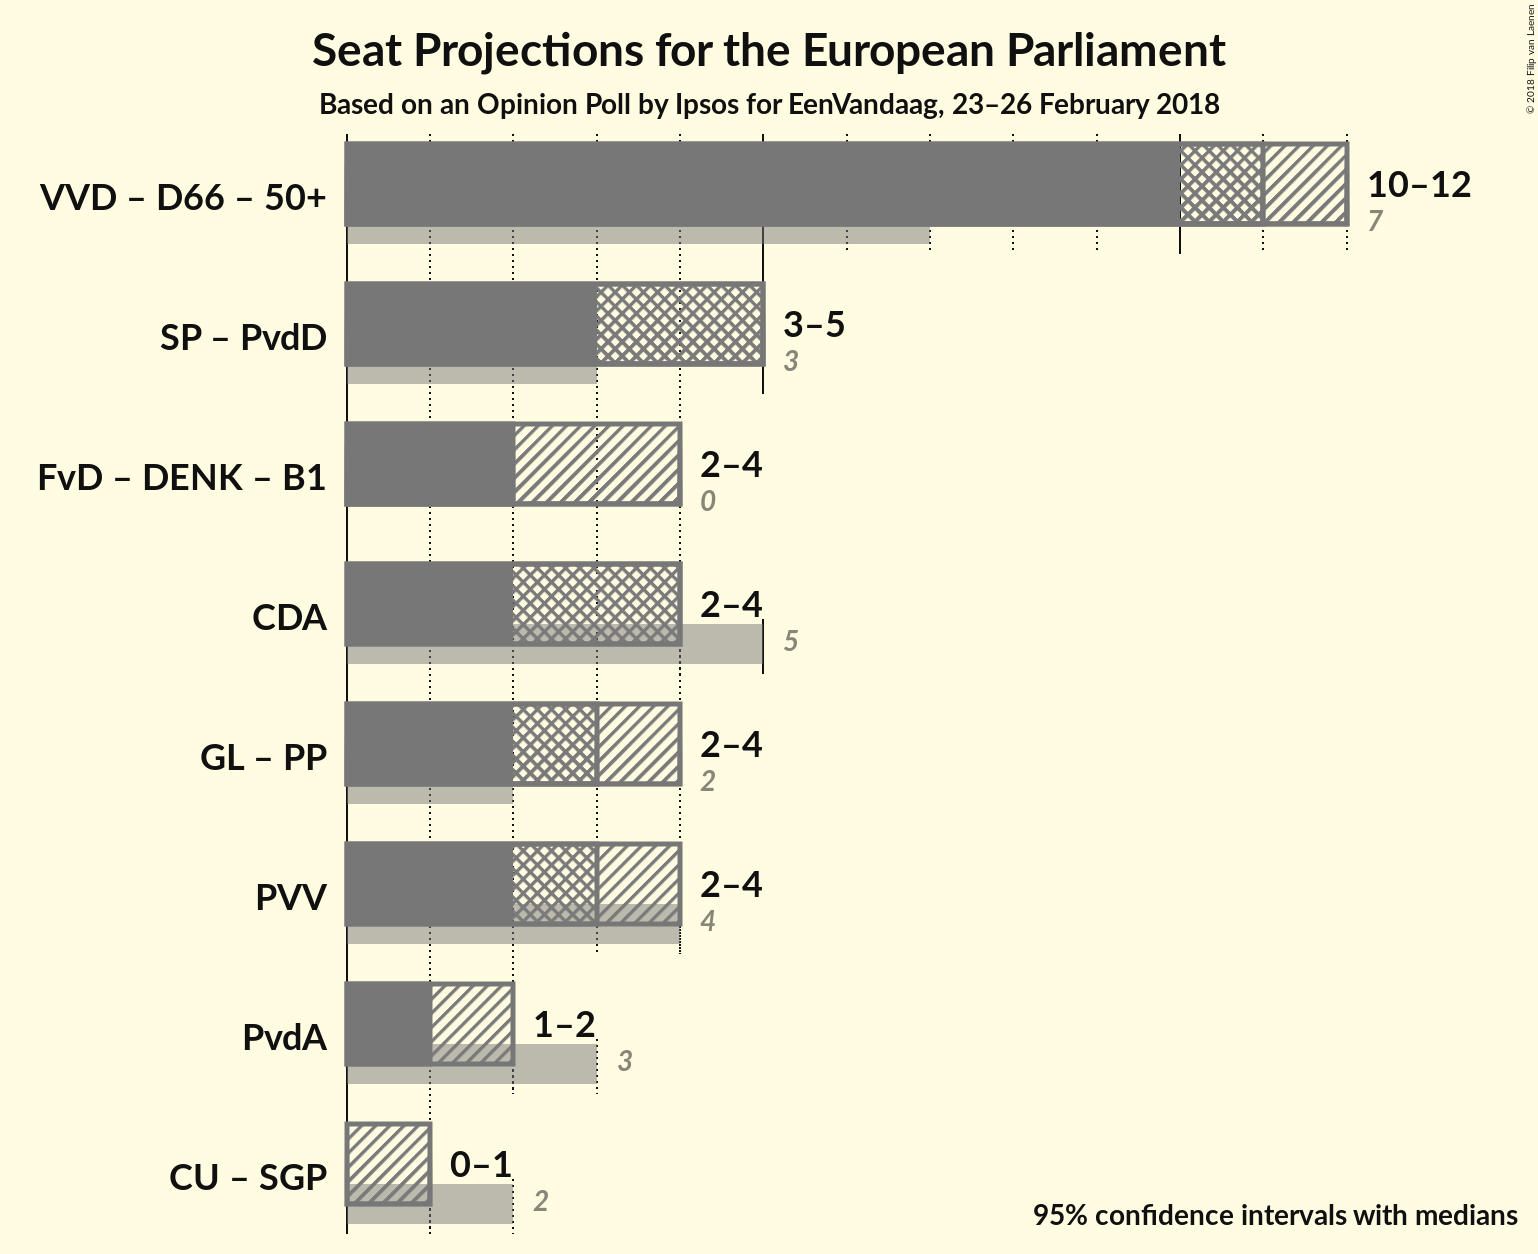 Seat Projections for the European Parliament
Based on an Opinion Poll by Ipsos for EenVandaag, 23–26 February 2018
© 2018 Filip van Laenen
VVD – D66 – 50+
10–12
7
SP – PvdD
3–5
3
FvD – DENK – B1
2–4
0
CDA
2–4
5
GL – PP
2–4
2
PVV
2–4
4
PvdA
1–2
3
CU – SGP
0–1
2
95% confidence intervals with medians